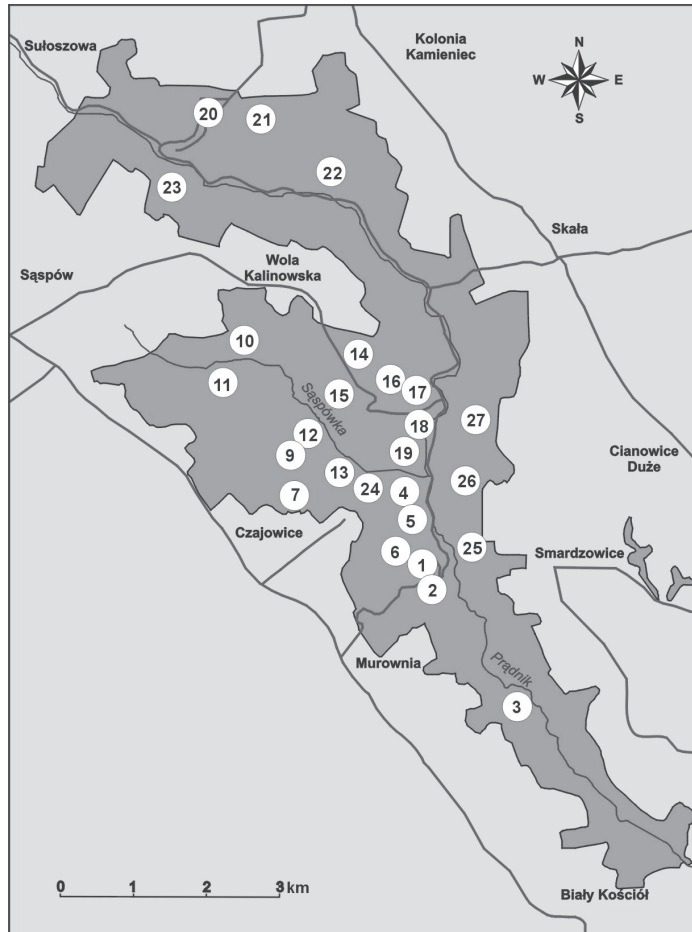 Sułoszowa
Kolonia
Kamieniec
N
W
E
S
20
21
22
23
Skała
Wola
Kalinowska
Sąspów
10
14
11
16
17
15
Sąspówka
18
27
12
9
19
13
24
4
26
7
5
Cianowice
Duże
Czajowice
6
25
1
Smardzowice
2
Murownia
Prądnik
3
0
1
2
3 km
Biały Kościół